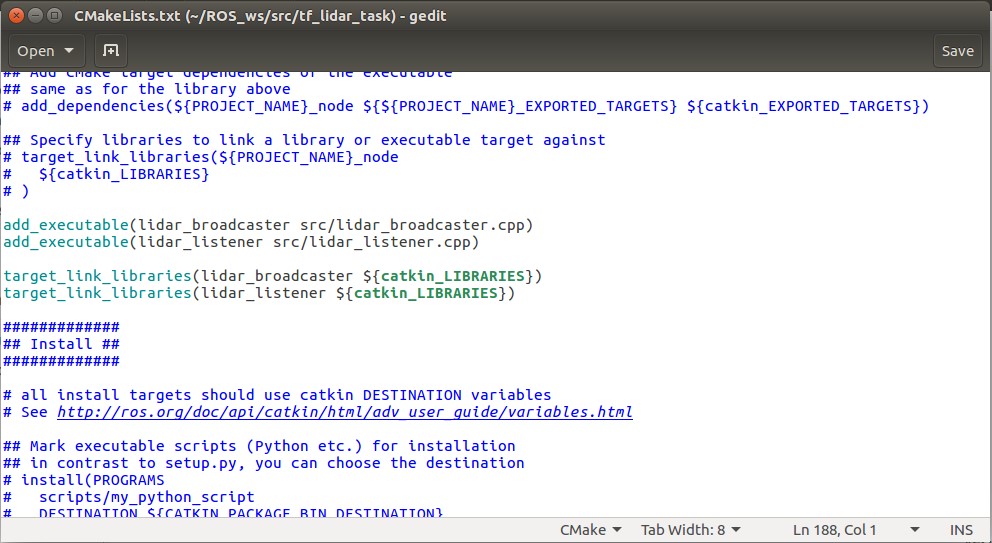 CMakeLists.txt (~/ROS_ws/src/tf_lidar_task) - gedit
Open
Save
## Add cmake target dependencies of the executable
## same as for the library above
# add_dependencies(${PROJECT_NAME}_node ${${PROJECT_NAME}_EXPORTED_TARGETS} ${catkin_EXPORTED_TARGETS})
## Specify libraries to link a library or executable target against
# target_link_libraries(${PROJECT_NAME}_node
#   ${catkin_LIBRARIES}
# )
add_executable(lidar_broadcaster src/lidar_broadcaster.cpp)
add_executable(lidar_listener src/lidar_listener.cpp)
target_link_libraries(lidar_broadcaster ${catkin_LIBRARIES})
target_link_libraries(lidar_listener ${catkin_LIBRARIES})
#############
## Install ##
#############
# all install targets should use catkin DESTINATION variables
# See http://ros.org/doc/api/catkin/html/adv_user_guide/variables.html
## Mark executable scripts (Python etc.) for installation
## in contrast to setup.py, you can choose the destination
# install(PROGRAMS
#   scripts/my_python_script
#   DESTINATION ${CATKIN_PACKAGE_BIN_DESTINATION}
CMake
Tab Width: 8
Ln 188, Col 1
INS